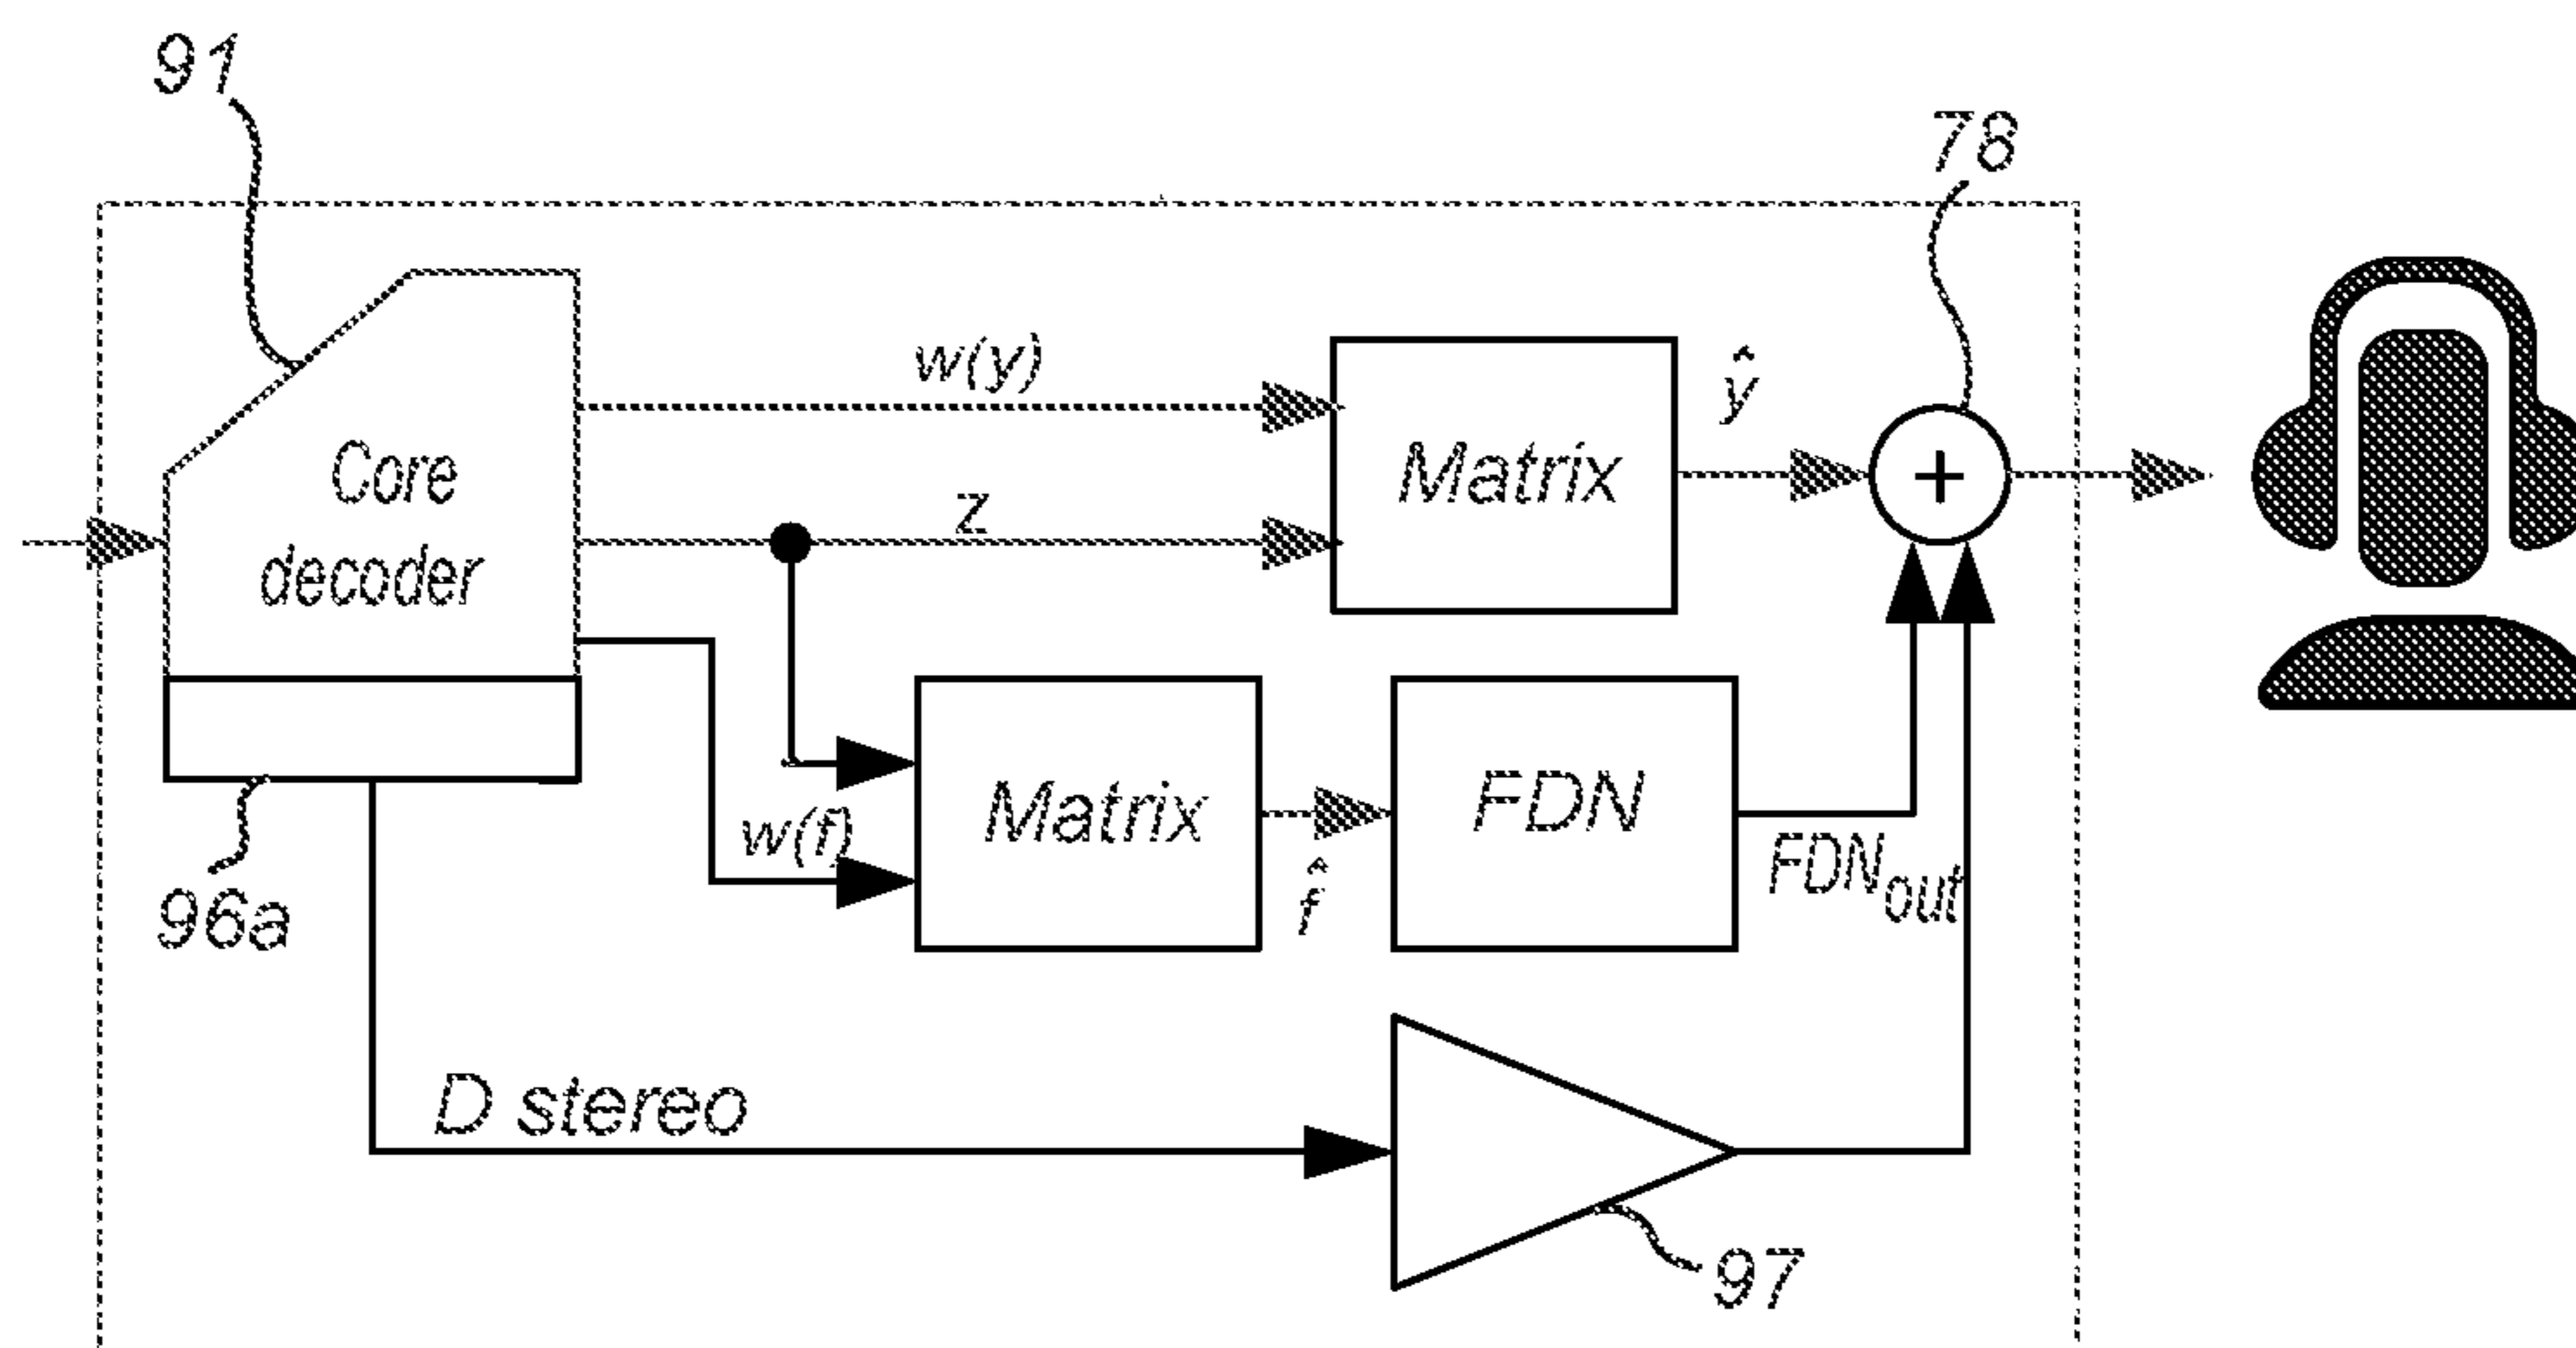 91
78
w(y)
ŷ
Core
decoder
Matrix
+
z
w(f)
Matrix
f̂
FDN
FDNout
96a
D stereo
97